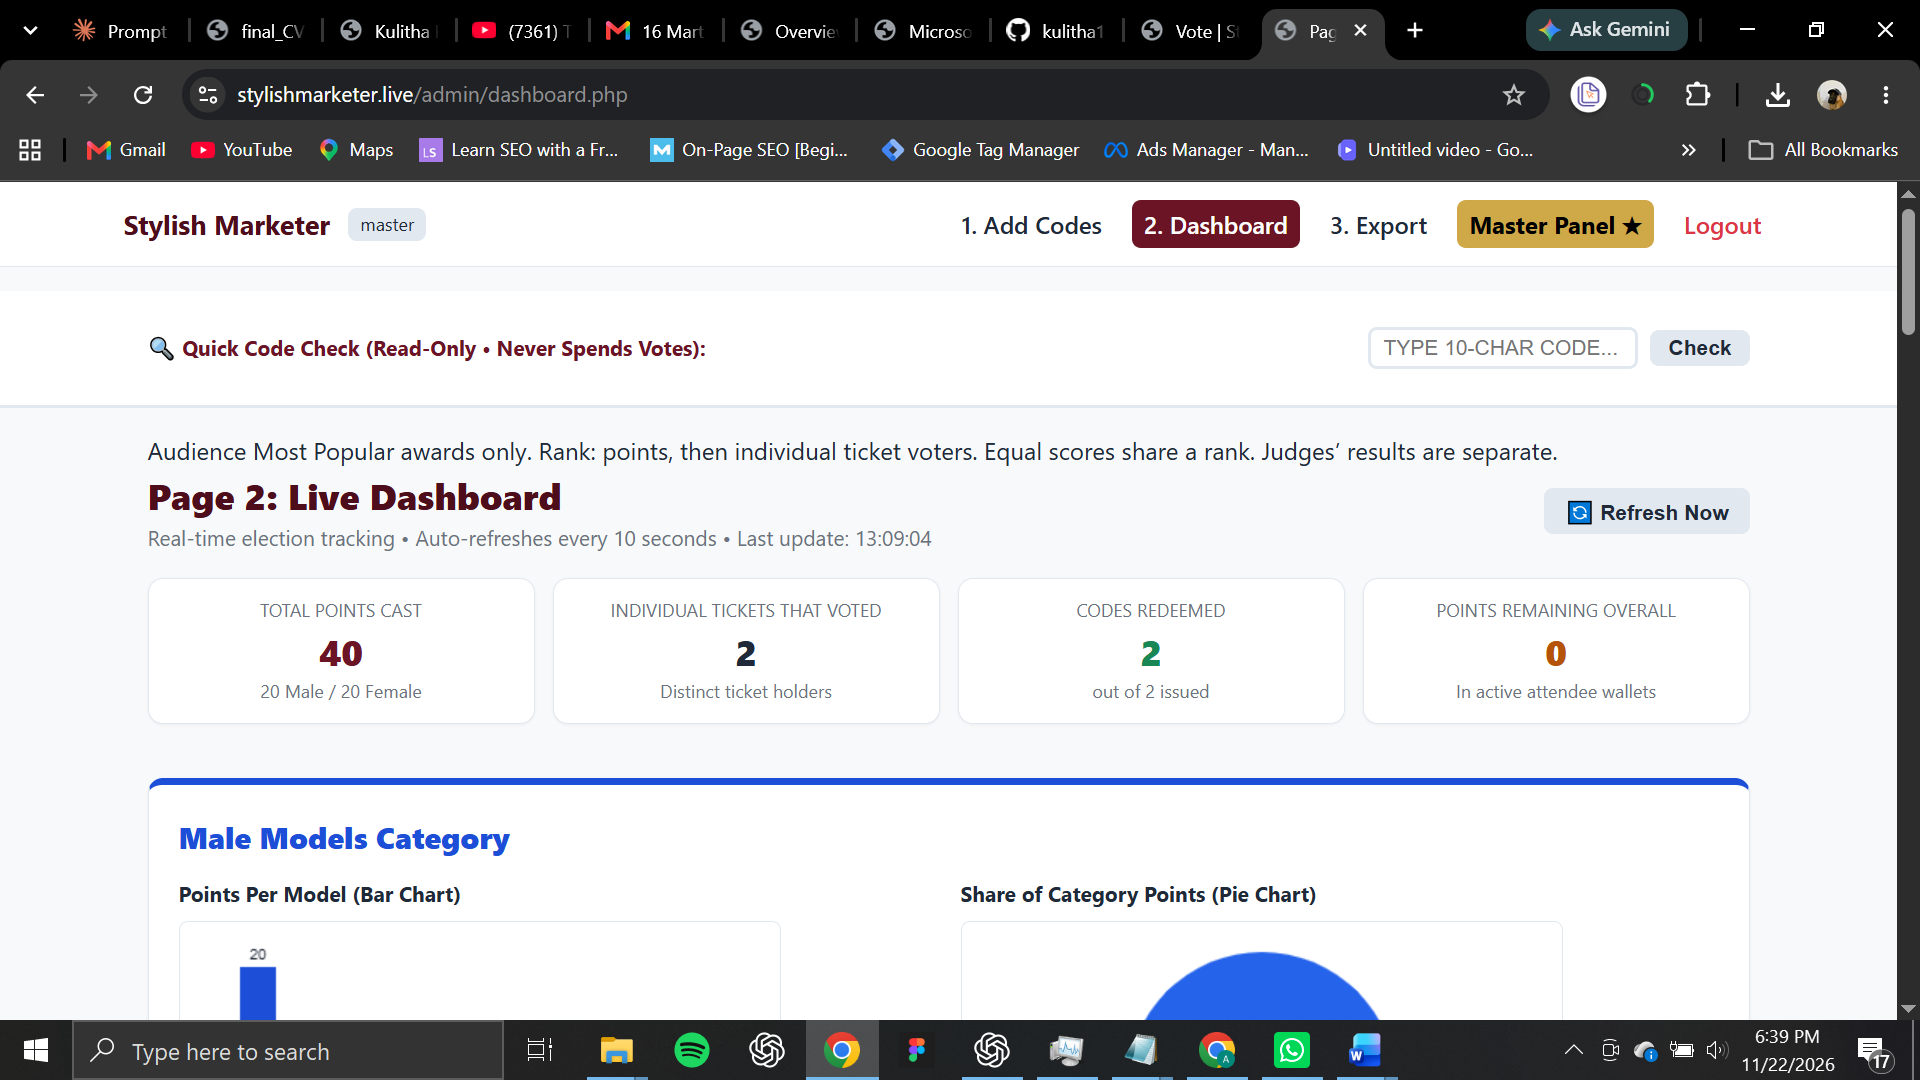 Prompt
final_CV
Kulitha
(7361) T
16 Mart
Overvie
Microso
kulitha1
Vote | St
Pag
Ask Gemini
stylishmarketer.live/admin/dashboard.php
Gmail
YouTube
Maps
LS
Learn SEO with a Fr...
On-Page SEO [Begi...
Google Tag Manager
Ads Manager - Man...
Untitled video - Go...
All Bookmarks
Stylish Marketer
master
1. Add Codes
2. Dashboard
3. Export
Master Panel ★
Logout
Quick Code Check (Read-Only • Never Spends Votes):
TYPE 10-CHAR CODE...
Check
Audience Most Popular awards only. Rank: points, then individual ticket voters. Equal scores share a rank. Judges’ results are separate.
Page 2: Live Dashboard
Real-time election tracking • Auto-refreshes every 10 seconds • Last update: 13:09:04
Refresh Now
TOTAL POINTS CAST
40
20 Male / 20 Female
INDIVIDUAL TICKETS THAT VOTED
2
Distinct ticket holders
CODES REDEEMED
2
out of 2 issued
POINTS REMAINING OVERALL
0
In active attendee wallets
Male Models Category
Points Per Model (Bar Chart)
20
Share of Category Points (Pie Chart)
Type here to search
6:39 PM
11/22/2026
17